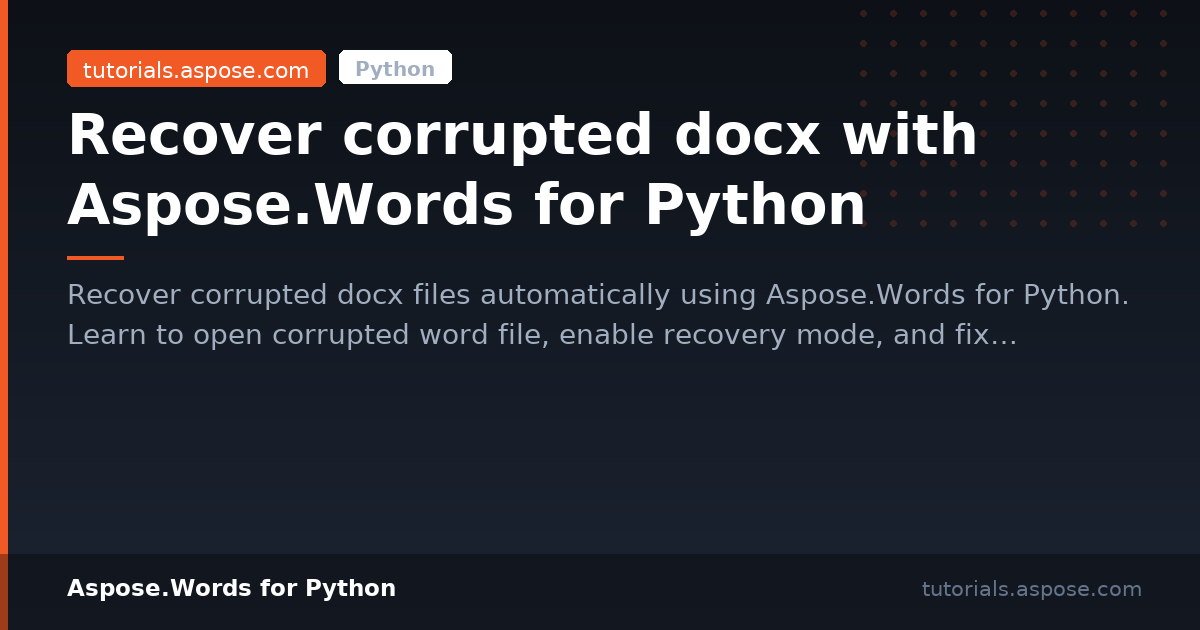 tutorials.aspose.com
Python
Recover corrupted docx with
Aspose.Words for Python
Recover corrupted docx files automatically using Aspose.Words for Python.
Learn to open corrupted word file, enable recovery mode, and fix…
Aspose.Words for Python
tutorials.aspose.com